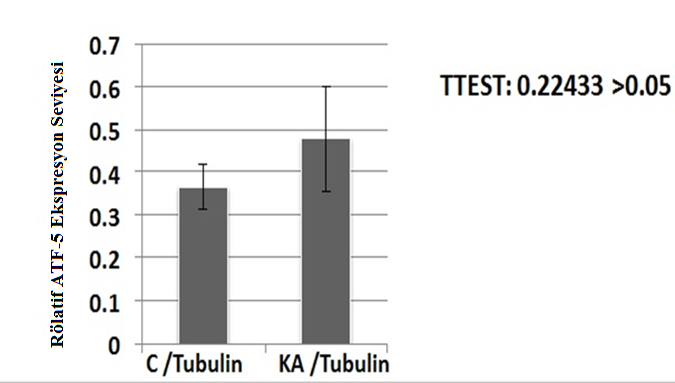 Rölatif ATF-5 Ekspresyon Seviyesi
0.7
0.6
0.5
0.4
0.3
0.2
0.1
0
C /Tubulin
KA /Tubulin
TTEST: 0.22433 >0.05